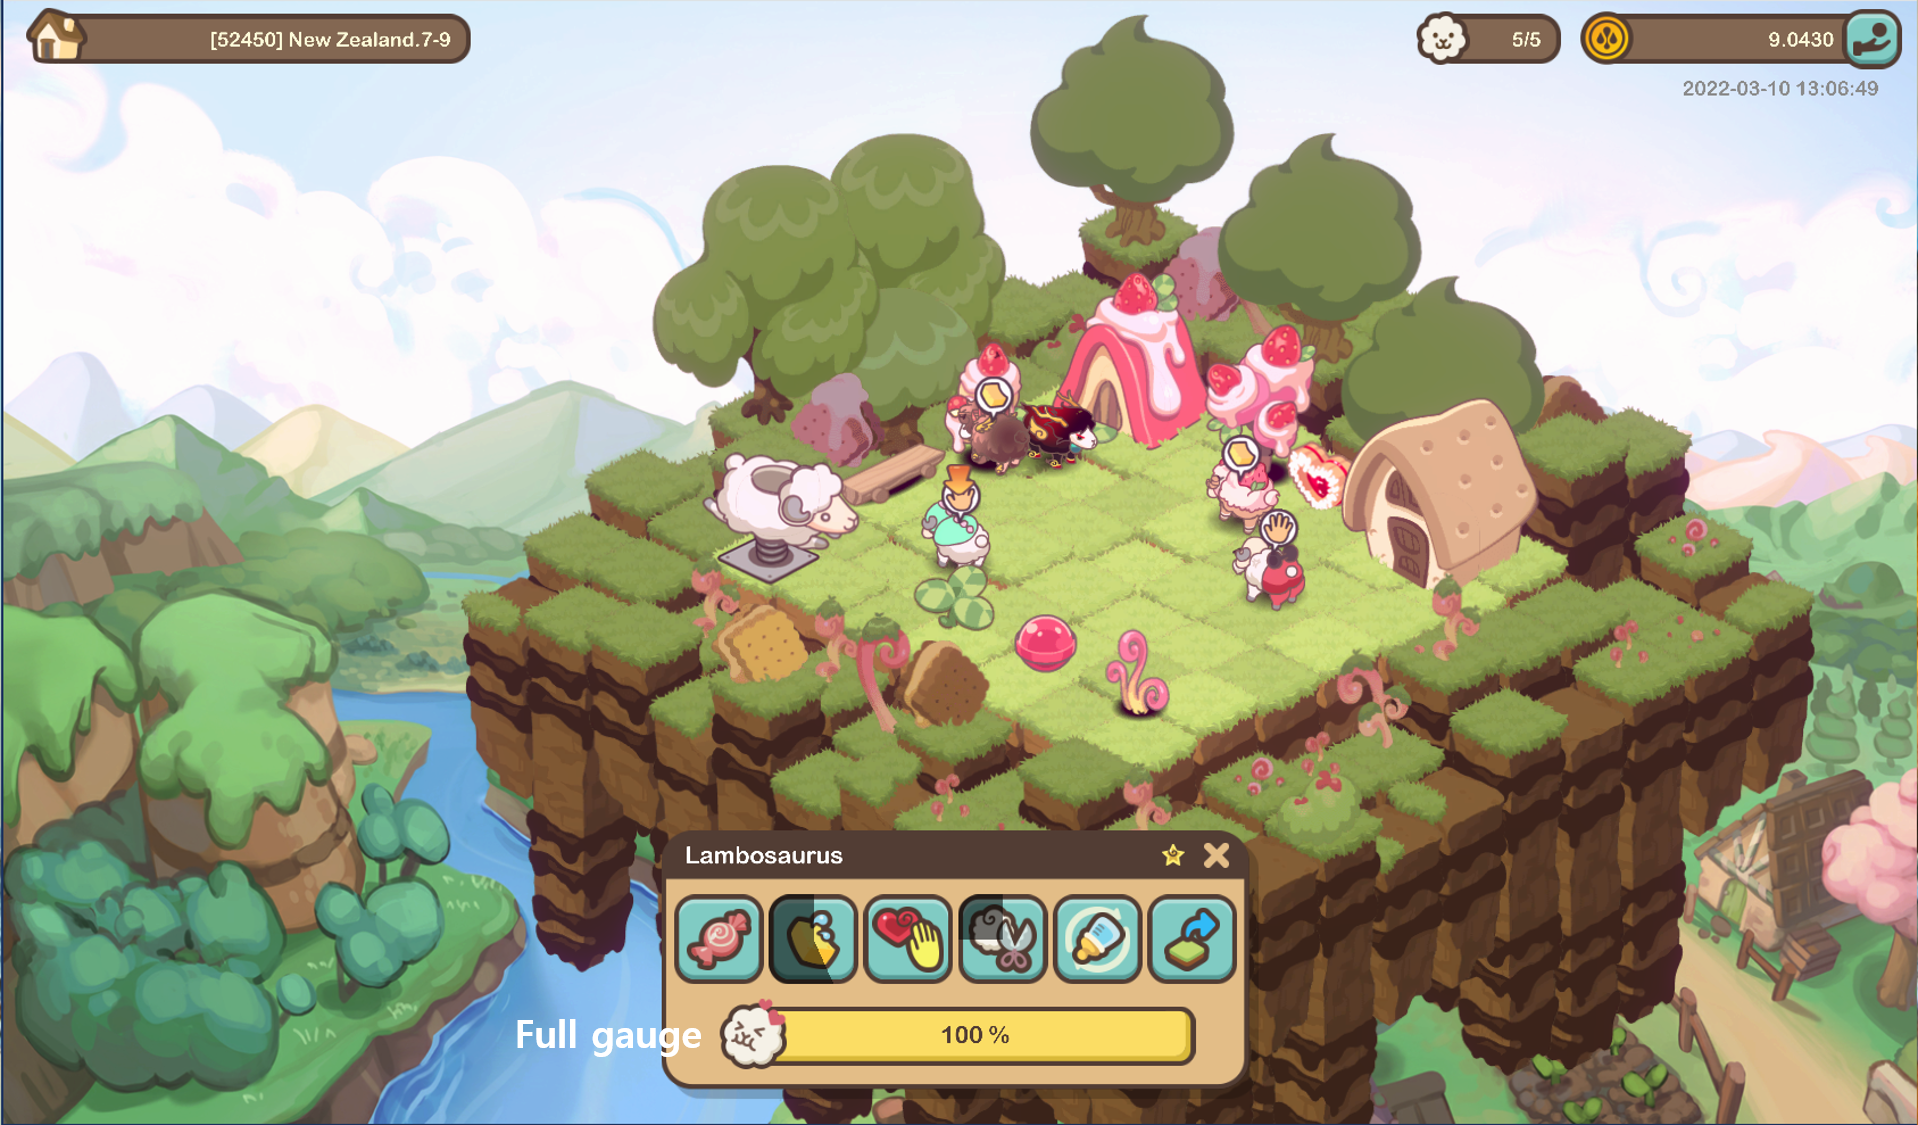 [52450] New Zealand.7-9
5/5
9.0430
2022-03-10 13:06:49
Lambosaurus
Full gauge
100 %